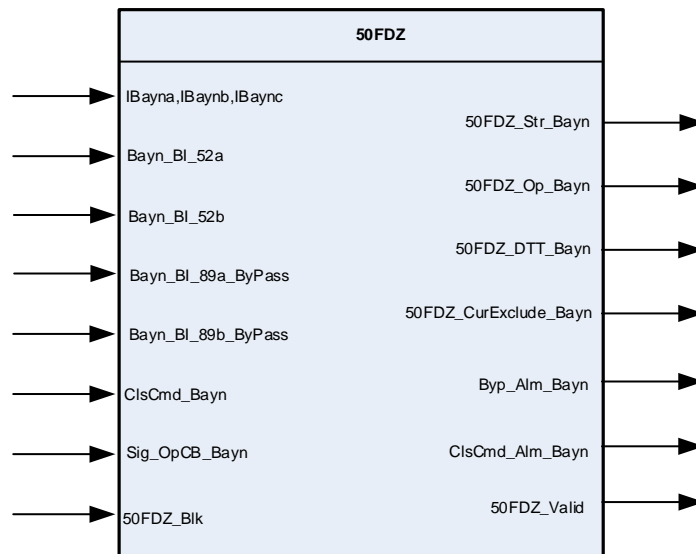 50FDZ
IBayna,IBaynb,IBaync
Bayn_BI_52a
Bayn_BI_52b
Bayn_BI_89a_ByPass
Bayn_BI_89b_ByPass
ClsCmd_Bayn
Sig_OpCB_Bayn
50FDZ_Blk
50FDZ_Str_Bayn
50FDZ_Op_Bayn
50FDZ_DTT_Bayn
50FDZ_CurExclude_Bayn
Byp_Alm_Bayn
ClsCmd_Alm_Bayn
50FDZ_Valid